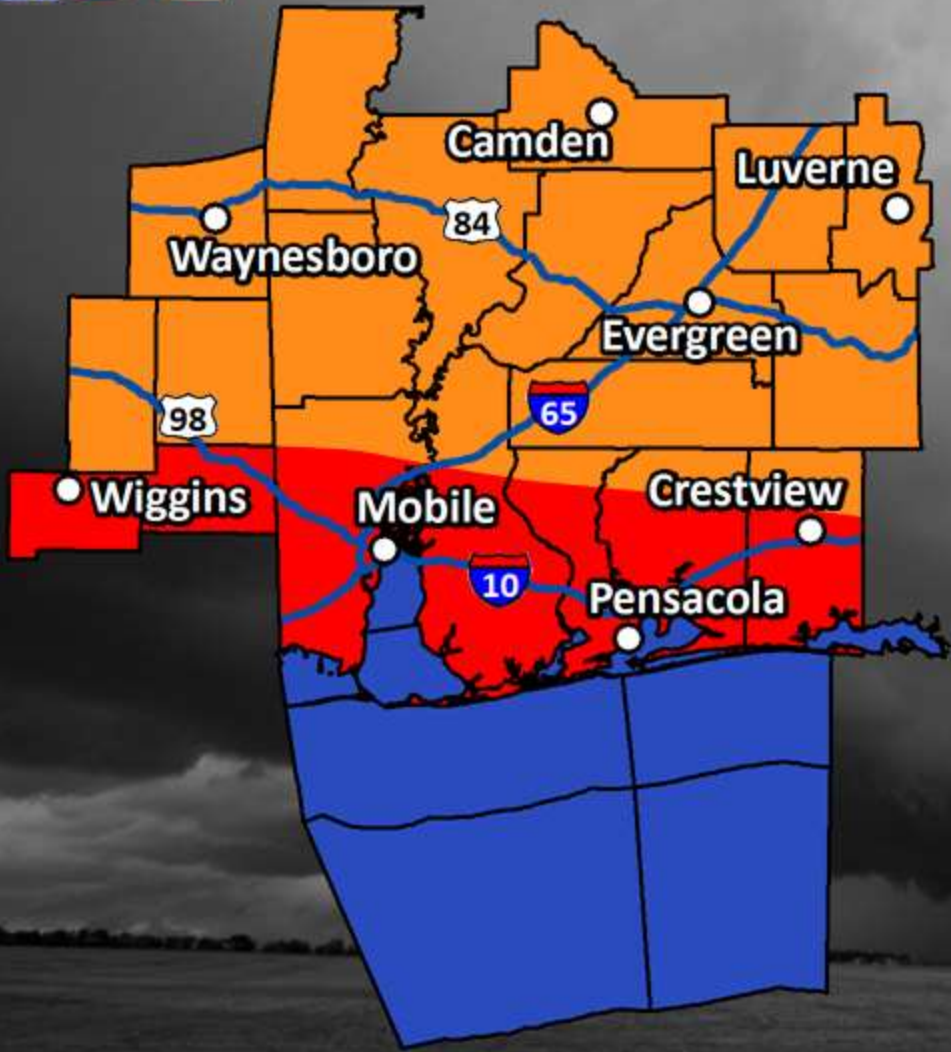 Camden
Luverne
84
Waynesboro
Evergreen
98
65
Wiggins
Mobile
Crestview
10
Pensacola